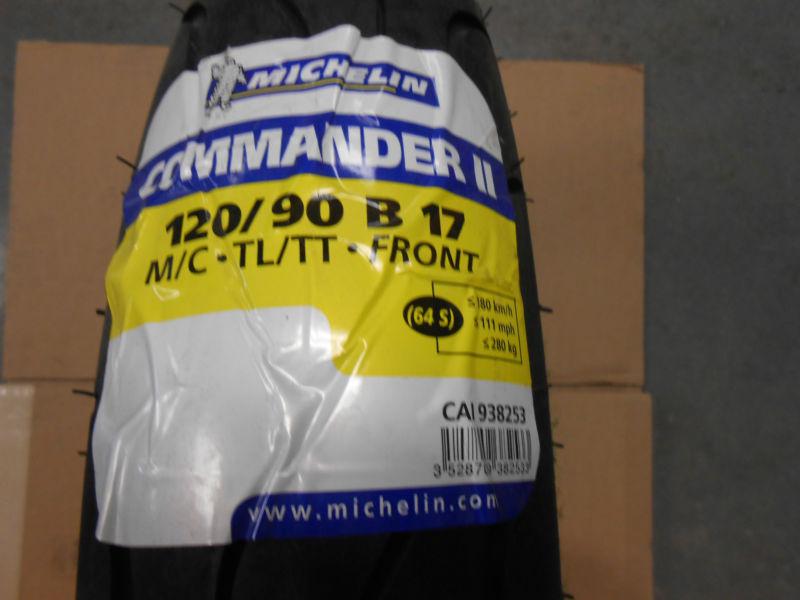 MICHELIN
COMMANDER II
120/90 B 17
M/C • TL/TT • FRONT
(64 S)
≤180 km/h
≤111 mph
≤280 kg
CAI 938253
www.michelin.com